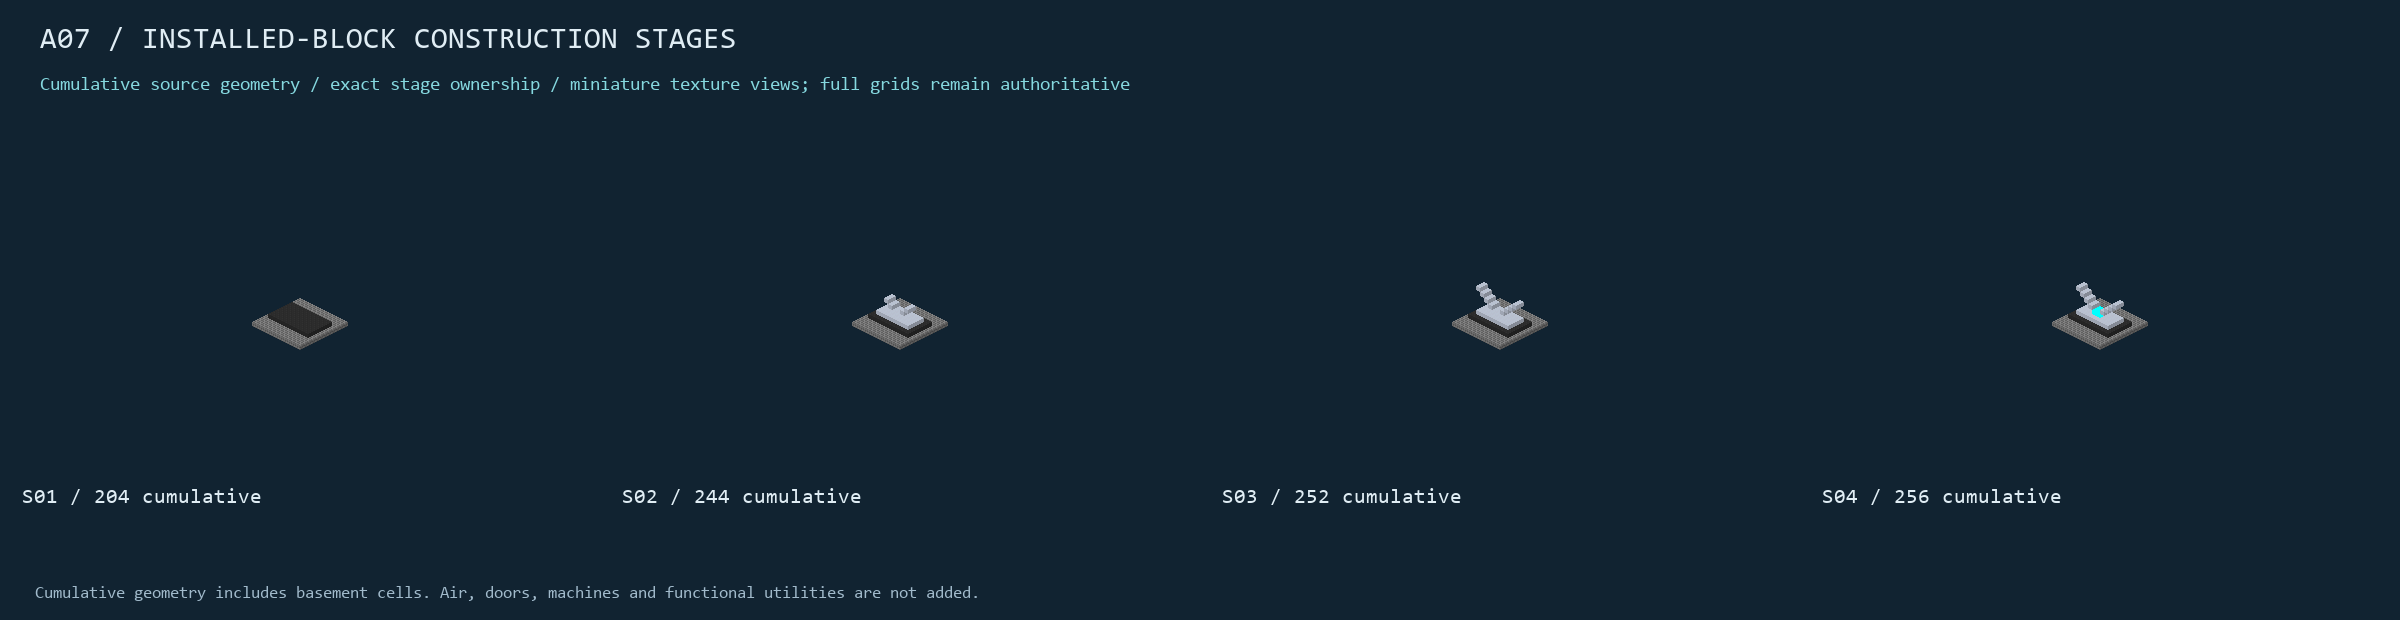 A07 / INSTALLED-BLOCK CONSTRUCTION STAGES
Cumulative source geometry / exact stage ownership / miniature texture views; full grids remain authoritative
S01 / 204 cumulative
S02 / 244 cumulative
S03 / 252 cumulative
S04 / 256 cumulative
Cumulative geometry includes basement cells. Air, doors, machines and functional utilities are not added.